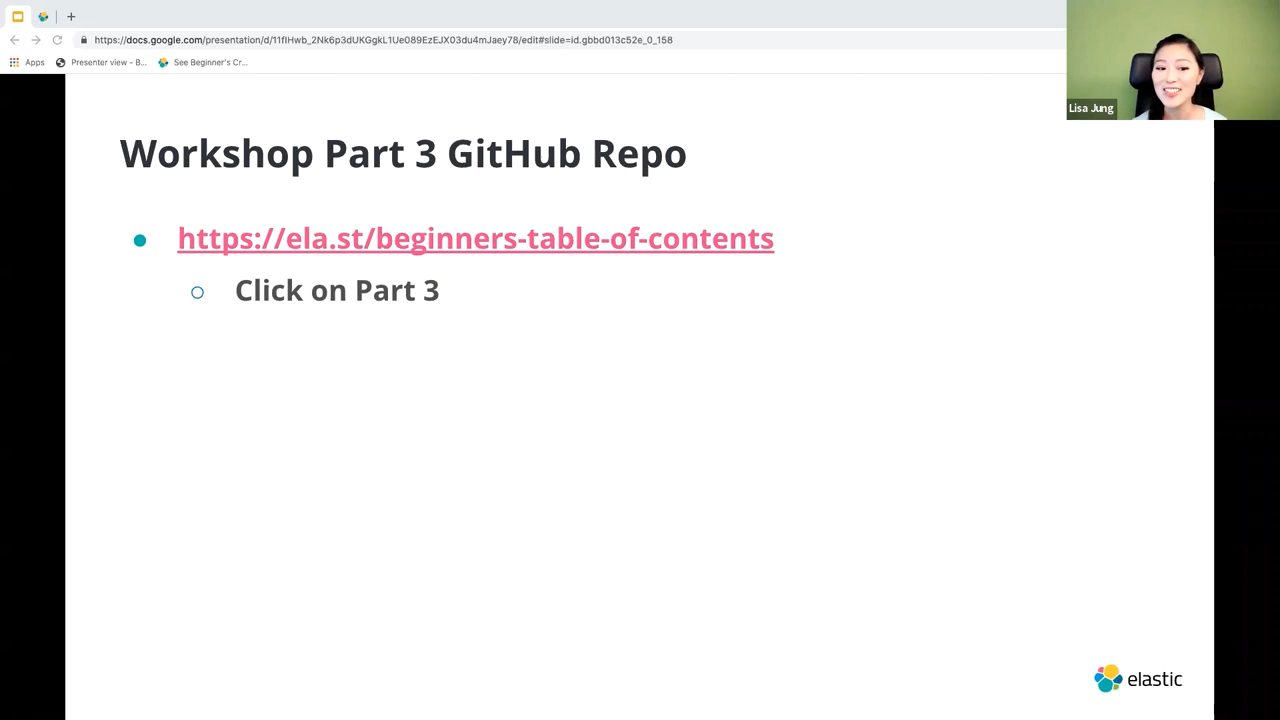 https://docs.google.com/presentation/d/11fIHwb_2Nk6p3dUKGgkL1Ue089EzEJX03du4mJaey78/edit#slide=id.gbbd013c52e_0_158
Apps
Presenter view – B...
See Beginner's Cr...
Lisa Jung
Workshop Part 3 GitHub Repo
https://ela.st/beginners-table-of-contents
Click on Part 3
elastic